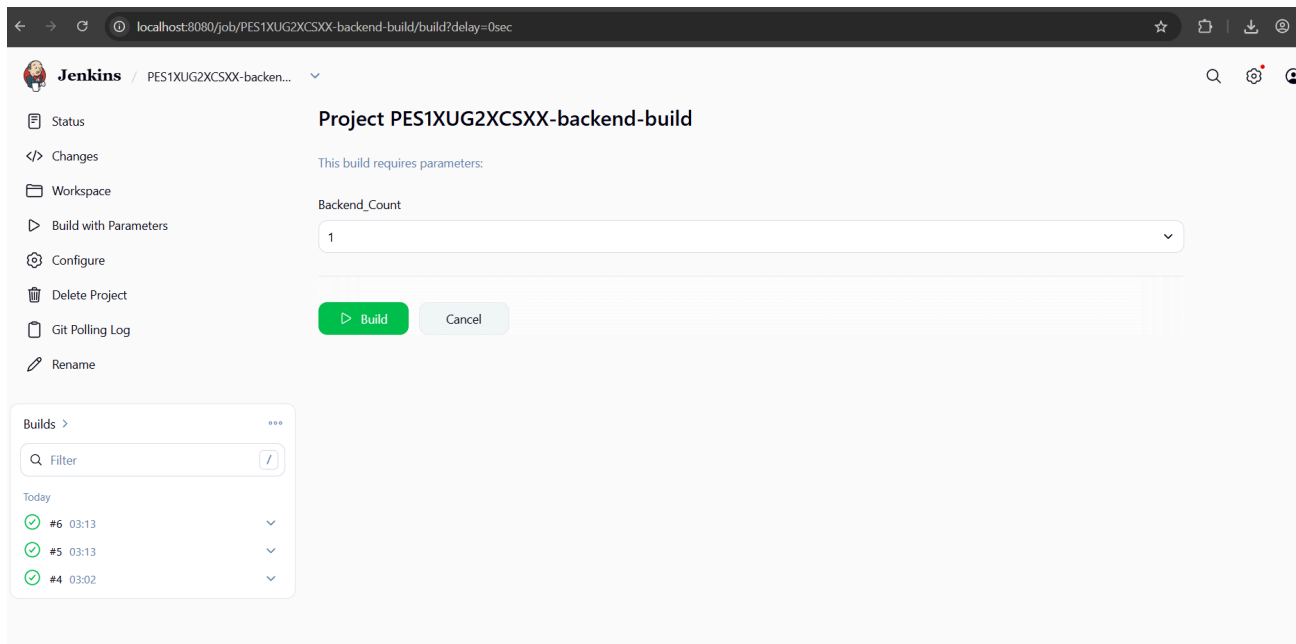 localhost:8080/job/PES1XUG2XCSXX-backend-build/build?delay=0sec
Jenkins / PES1XUG2XCSXX-backen...
Status
Changes
Workspace
Build with Parameters
Configure
Delete Project
Git Polling Log
Rename
Builds
Filter /
Today
#6 03:13
#5 03:13
#4 03:02
Project PES1XUG2XCSXX-backend-build
This build requires parameters:
Backend_Count
1
Build Cancel